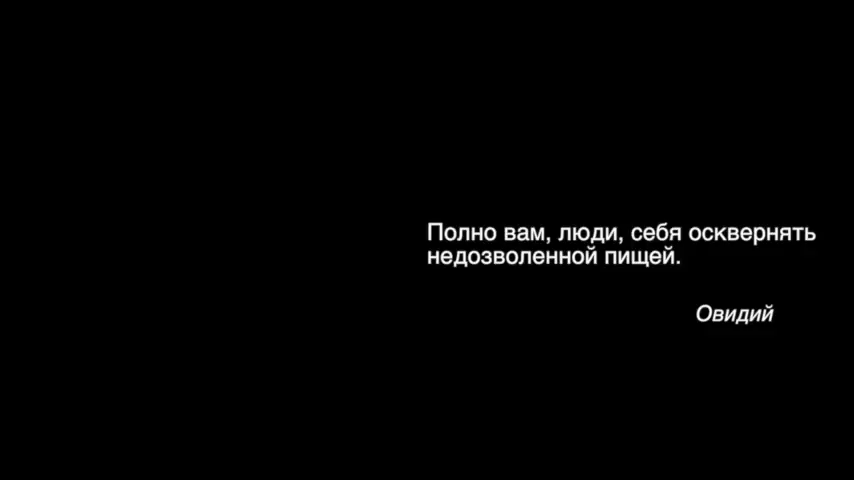 Полно вам, люди, себя осквернять
недозволенной пищей.
Овидий